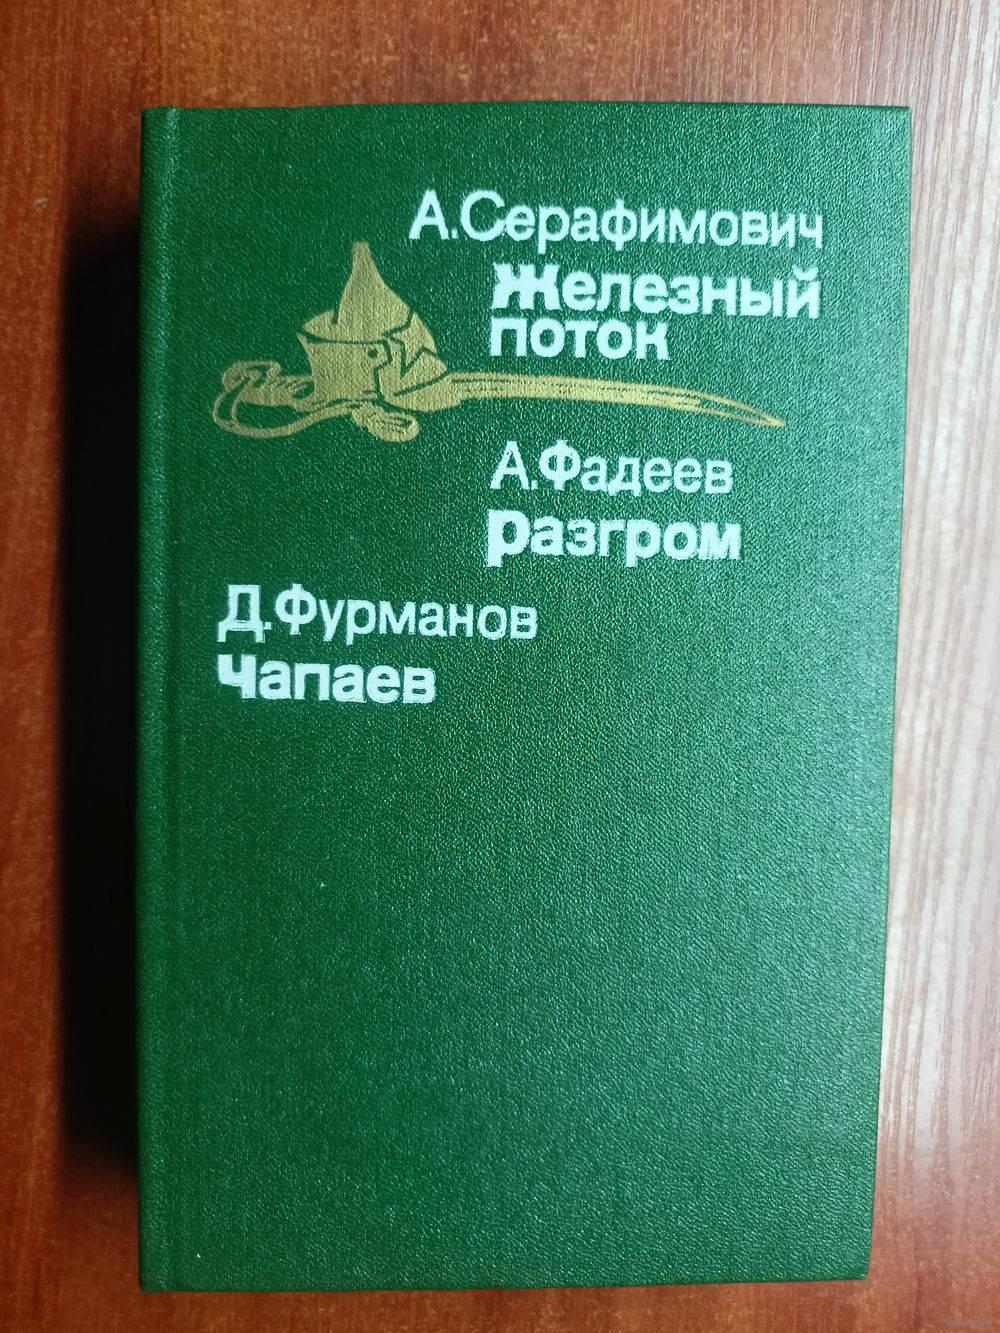 А.Серафимович
Железный
поток
А.Фадеев
Разгром
Д.Фурманов
Чапаев